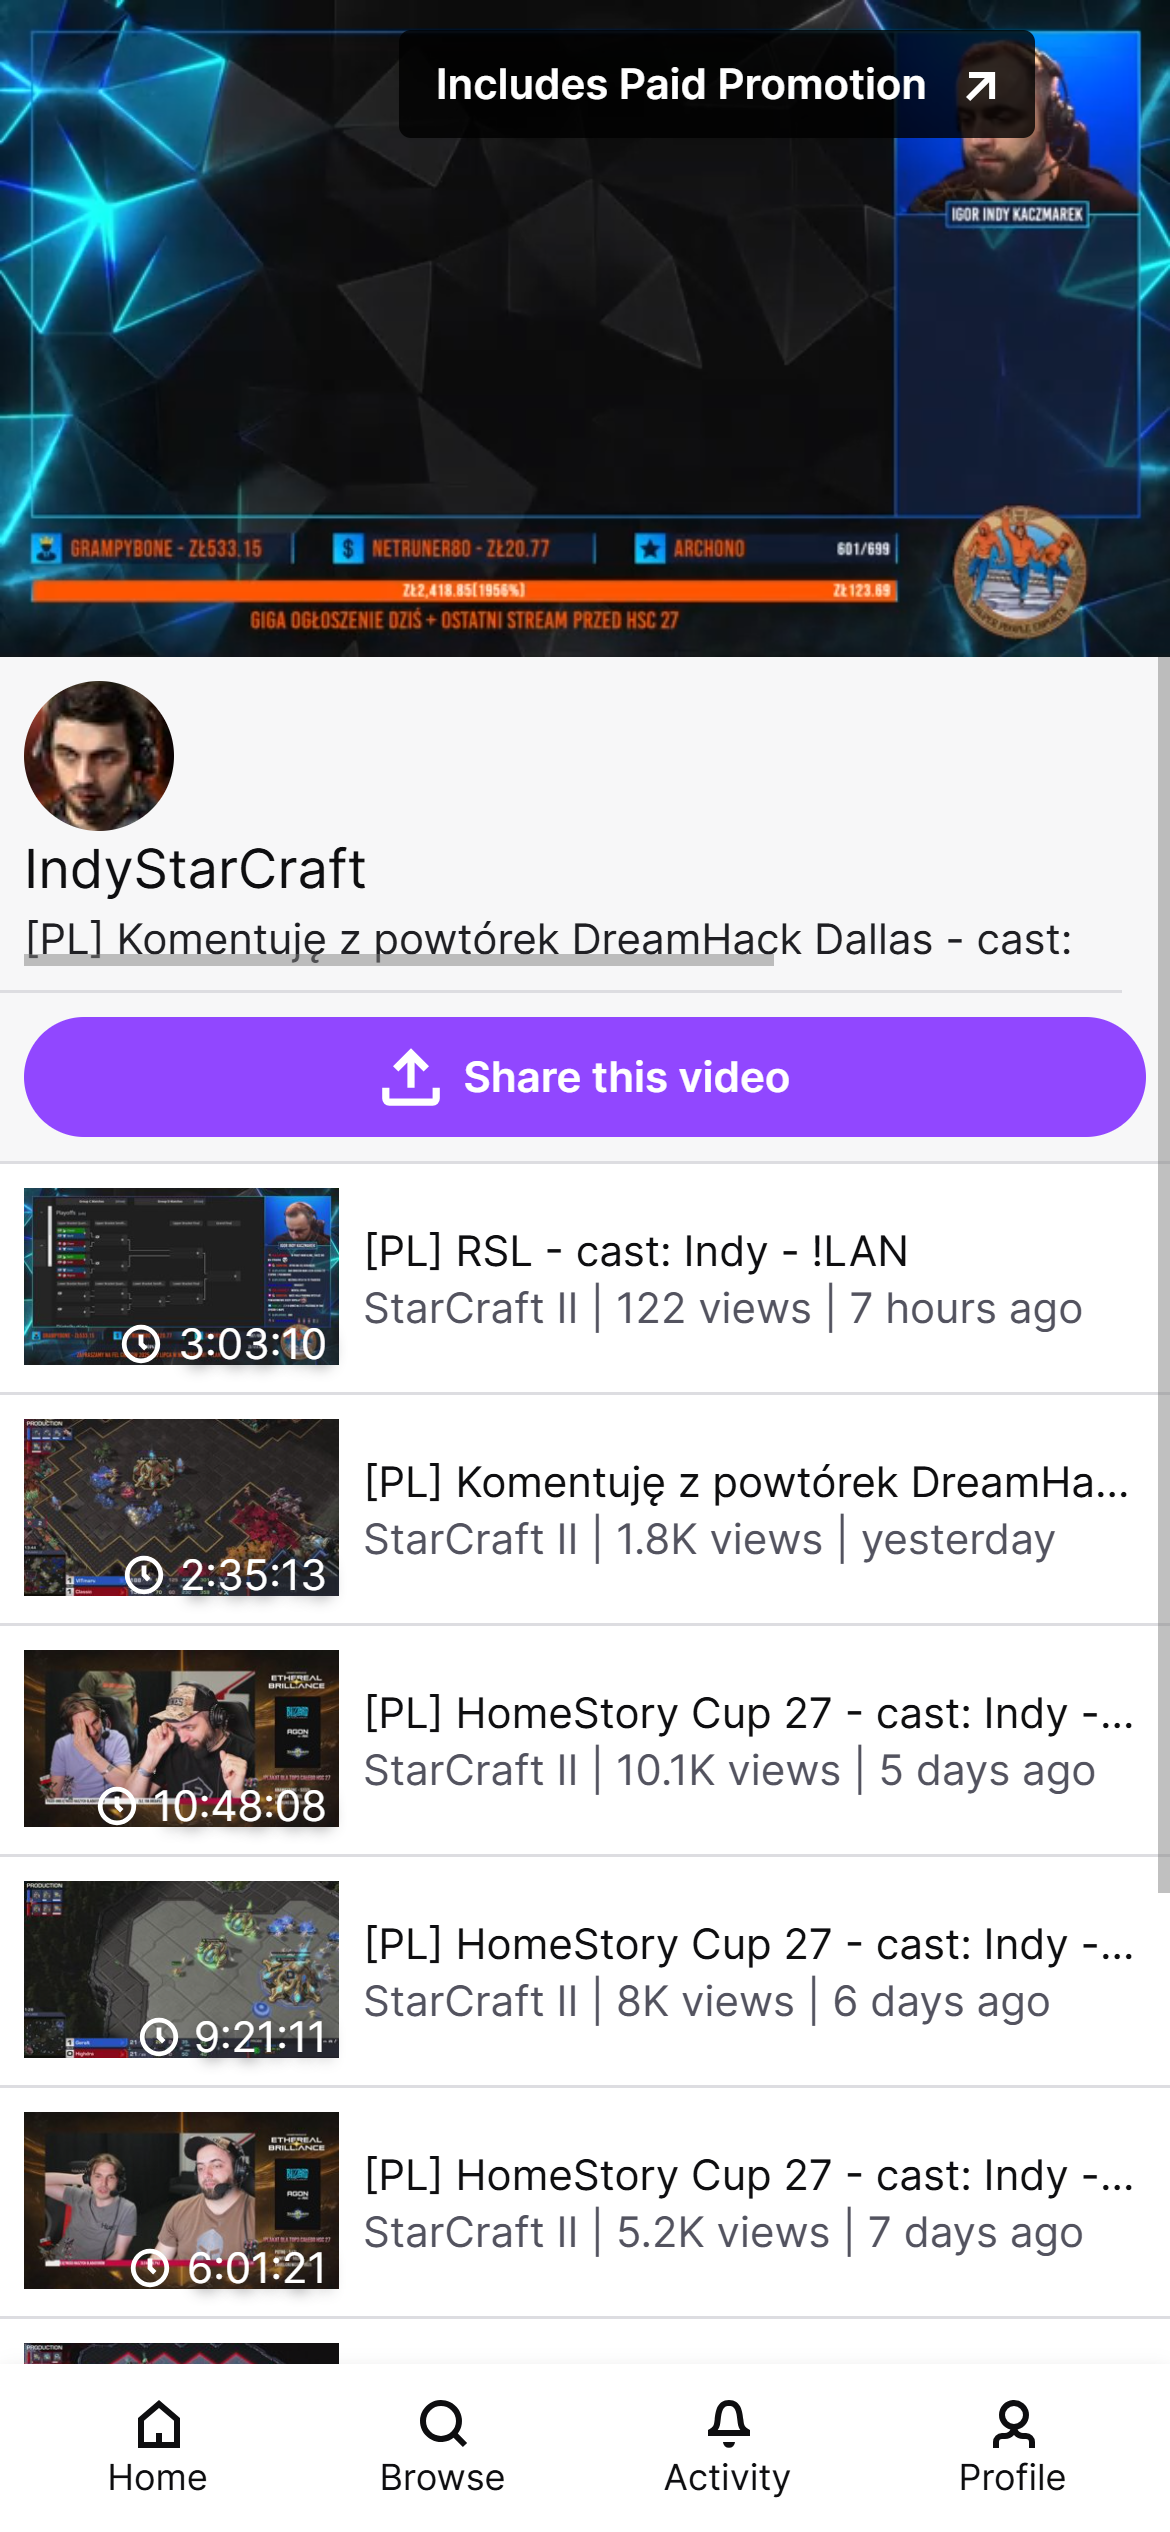 Includes Paid Promotion
IGOR INDY KACZMAREK
GRAMPYBONE - ZŁ533.15
NETRUNER80 - ZŁ20.77
ARCHONO 601/699
ZŁ2,418.85(1956%) ZŁ123.69
GIGA OGŁOSZENIE DZIŚ + OSTATNI STREAM PRZED HSC 27
IndyStarCraft
[PL] Komentuję z powtórek DreamHack Dallas - cast:
Share this video
3:03:10
[PL] RSL - cast: Indy - !LAN
StarCraft II | 122 views | 7 hours ago
PRODUCTION
2:35:13
[PL] Komentuję z powtórek DreamHa...
StarCraft II | 1.8K views | yesterday
ETHEREAL
BRILLIANCE
10:48:08
[PL] HomeStory Cup 27 - cast: Indy -...
StarCraft II | 10.1K views | 5 days ago
9:21:11
[PL] HomeStory Cup 27 - cast: Indy -...
StarCraft II | 8K views | 6 days ago
ETHEREAL
BRILLIANCE
6:01:21
[PL] HomeStory Cup 27 - cast: Indy -...
StarCraft II | 5.2K views | 7 days ago
PRODUCTION
Home
Browse
Activity
Profile